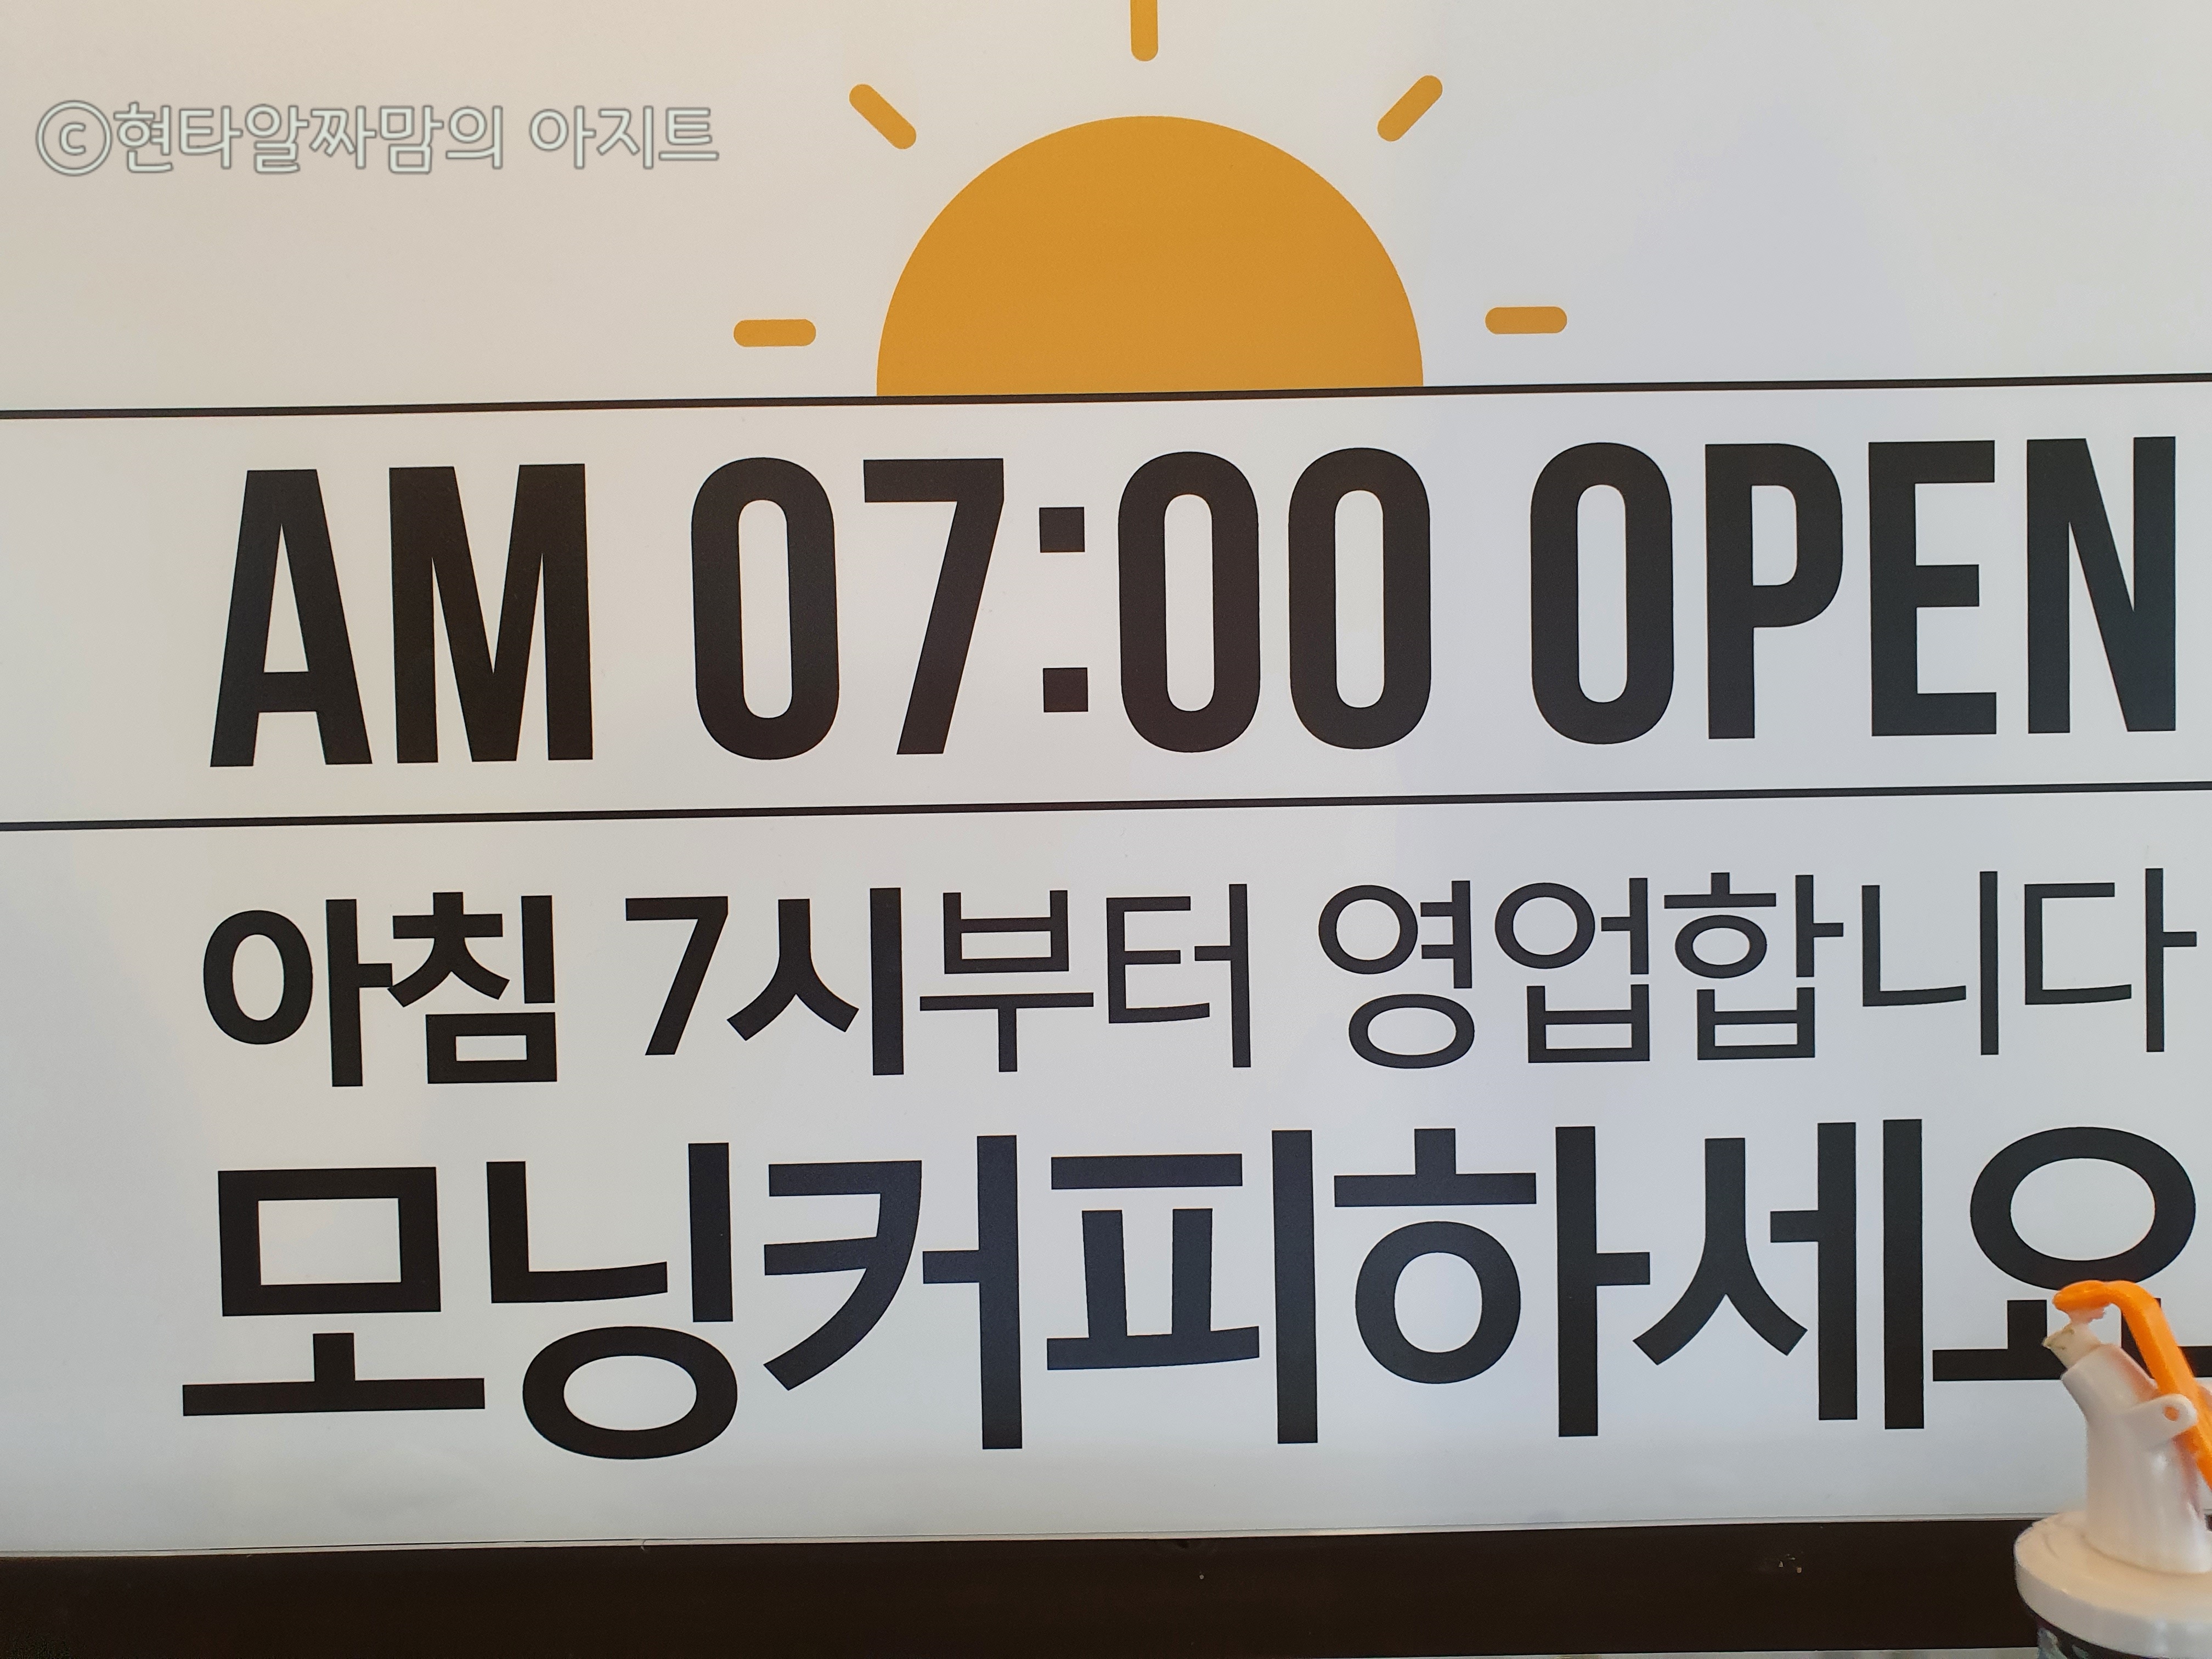 ©현타알짜맘의 아지트
AM 07:00 OPEN
아침 7시부터 영업합니다
모닝커피하세요